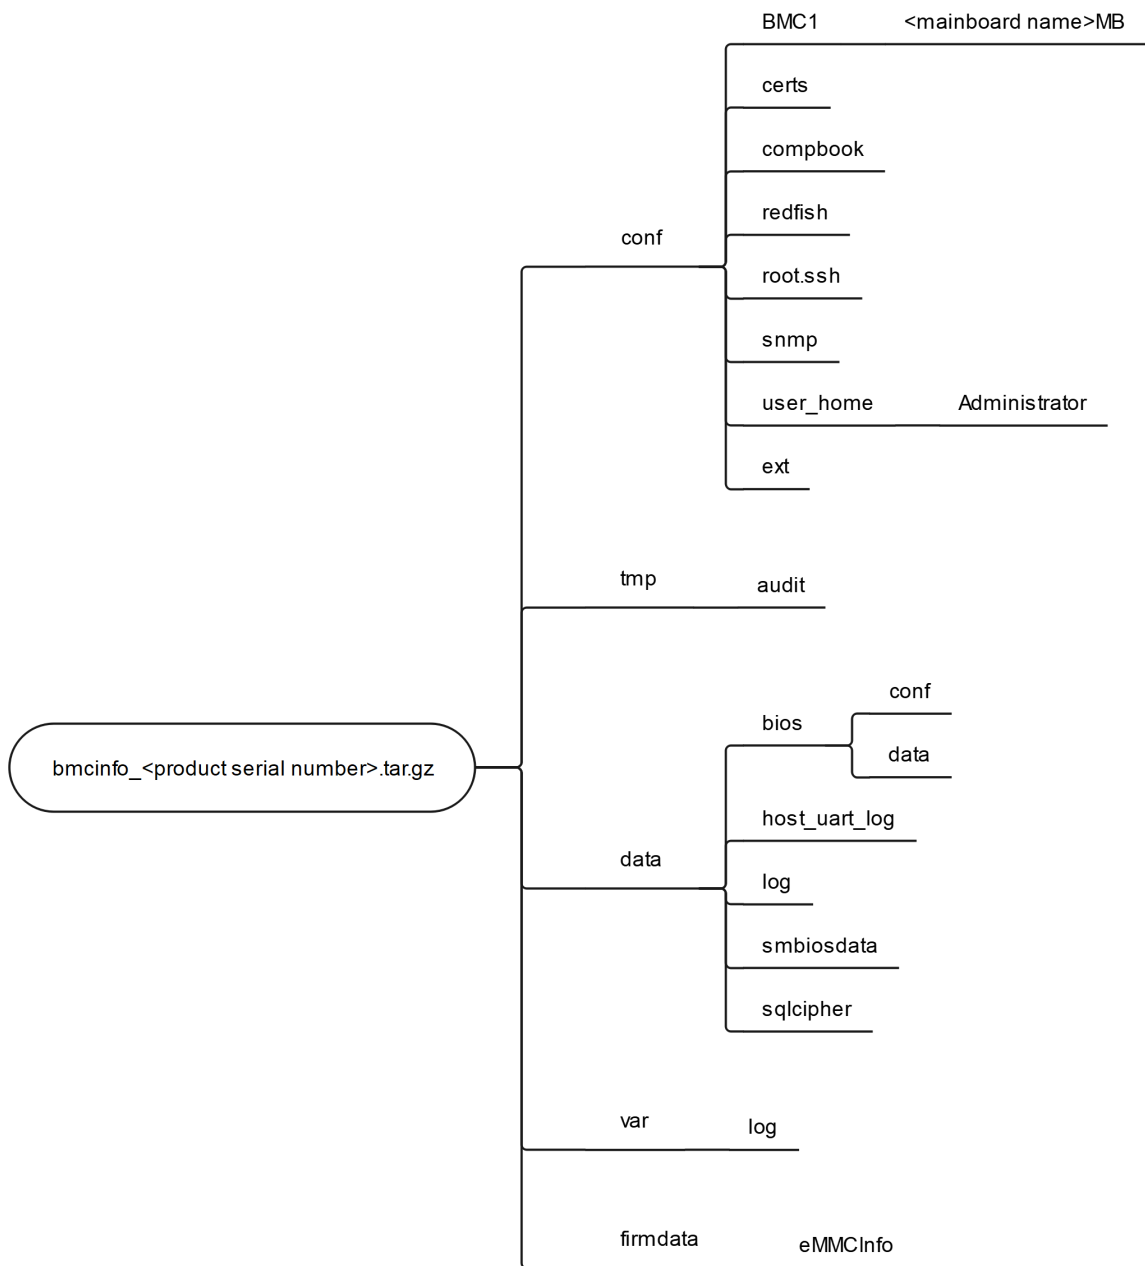 BMC1 <mainboard name>MB
certs
compbook
redfish
conf
root.ssh
snmp
user_home Administrator
ext
tmp audit
conf
bios
data
bmcinfo_<product serial number>.tar.gz
host_uart_log
data
log
smbiosdata
sqlcipher
var log
firmdata eMMCInfo